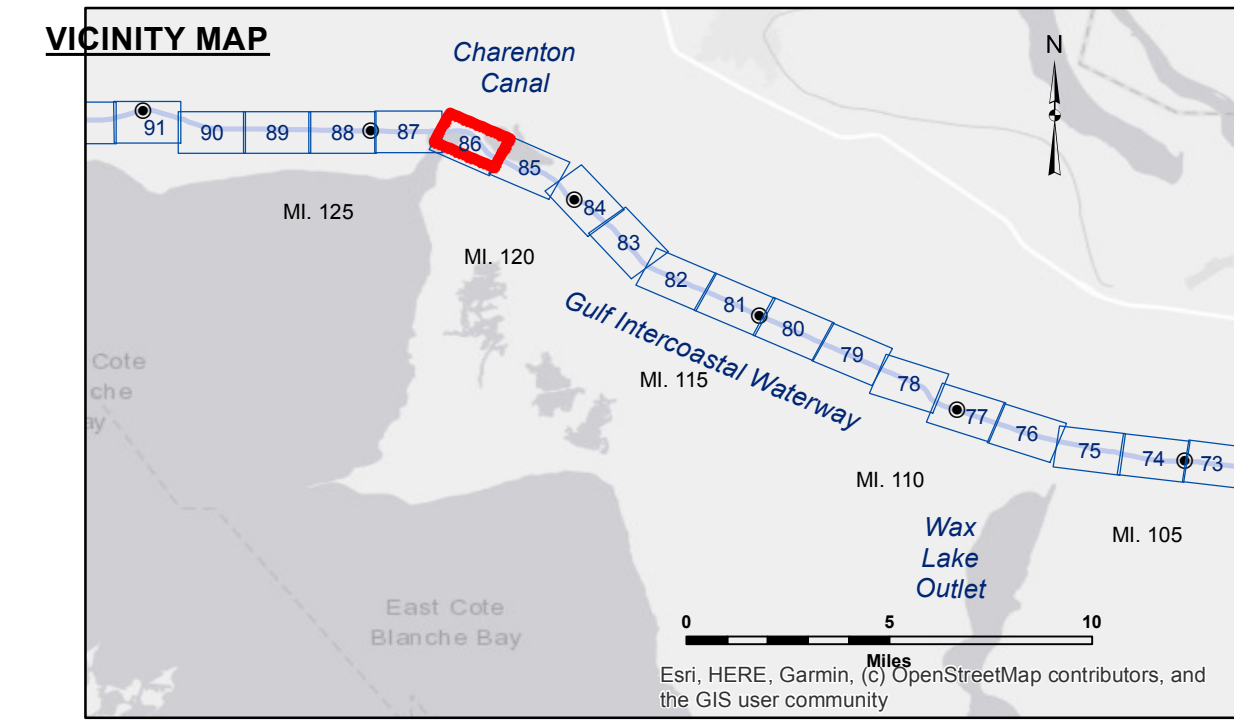 VICINITY MAP
Charenton
Canal
N
91
90
89
88
87
86
85
84
83
82
81
80
79
78
77
76
75
74
73
MI. 125
MI. 120
Gulf Intercoastal Waterway
MI. 115
MI. 110
MI. 105
Cote
che
ay
Wax
Lake
Outlet
East Cote
Blanche Bay
0 5 10
Miles
Esri, HERE, Garmin, (c) OpenStreetMap contributors, and
the GIS user community